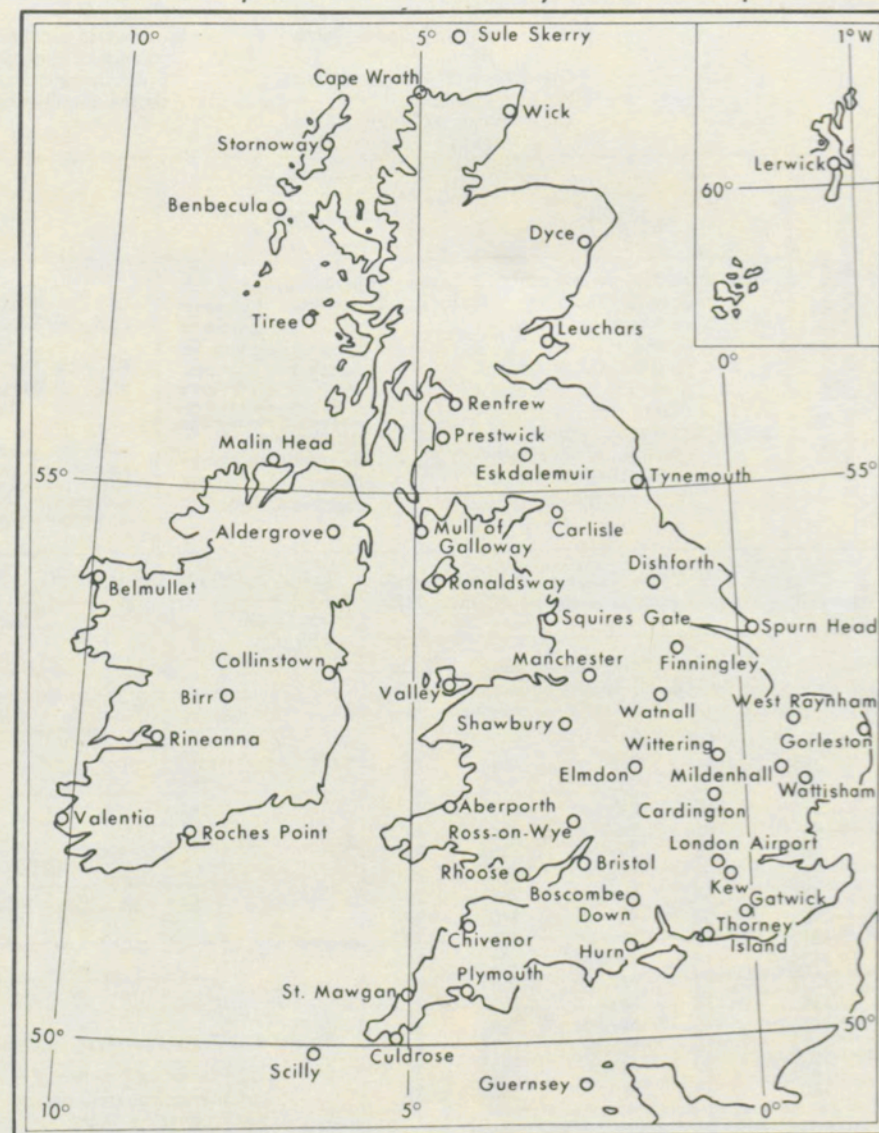 10°
5°
Sule Skerry
1° W
Cape Wrath
Wick
Stornoway
Lerwick
60°
Benbecula
Dyce
Tiree
Leuchars
0°
Renfrew
Malin Head
Prestwick
Eskdalemuir
55°
Tynemouth
55°
Aldergrove
Mull of
Galloway
Carlisle
Dishforth
Belmullet
Ronaldsway
Squires Gate
Spurn Head
Collinstown
Manchester
Finningley
Birr
Valley
Watnall
West Raynham
Rineanna
Shawbury
Wittering
Gorleston
Elmdon
Mildenhall
Wattisham
Valentia
Aberporth
Cardington
Roches Point
Ross-on-Wye
London Airport
Rhoose
Bristol
Kew
Boscombe
Down
Gatwick
Chivenor
Hurn
Thorney
Island
St. Mawgan
Plymouth
50°
50°
Scilly
Culdrose
Guernsey
10°
5°
0°